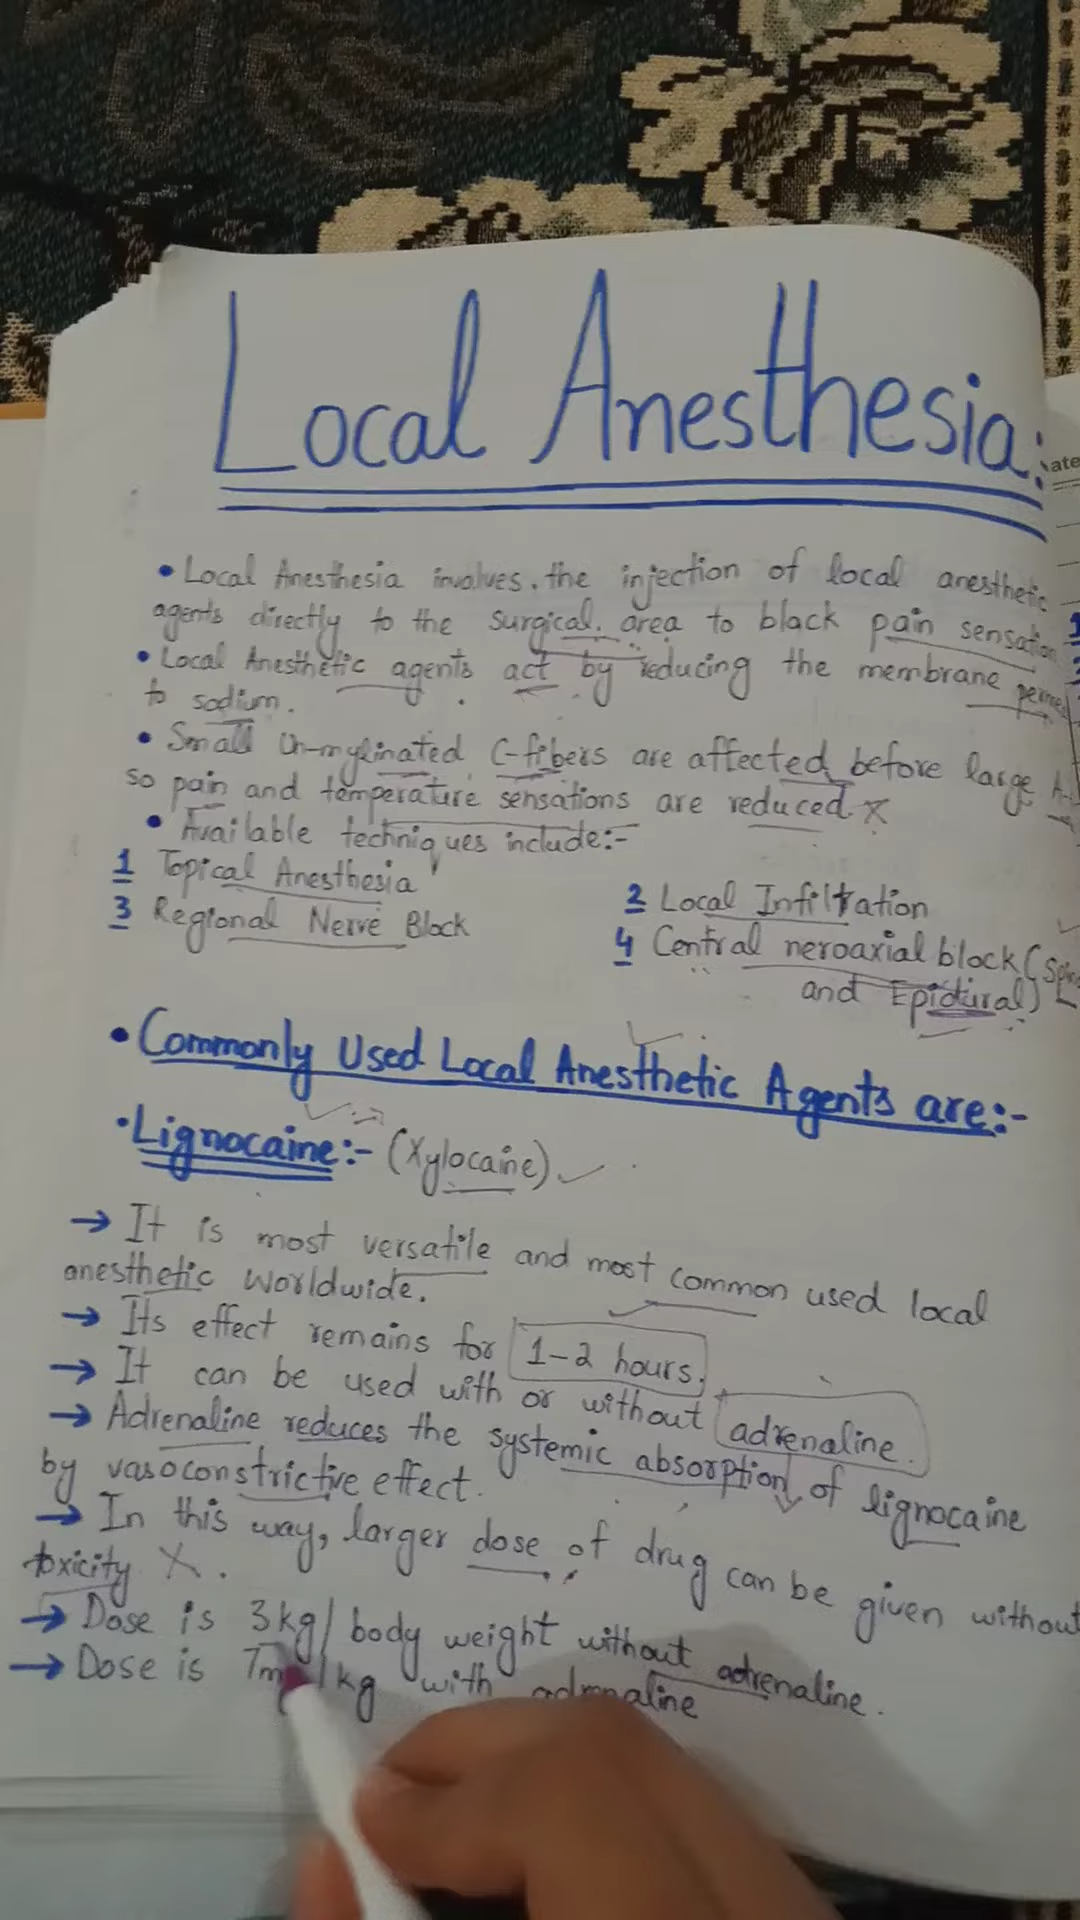 Local Anesthesia:
ate
• Local Anesthesia involves the injection of local anesthetic
agents directly to the surgical area to black pain sensation
• Local Anesthetic agents act by reducing the membrane
to sodium.
• Small Un-mylinated C-fibers are affected before large A
so pain and temperature sensations are reduced.
• Available techniques include:-
1 Topical Anesthesia
2 Local Infiltration
3 Regional Nerve Block
4 Central neroaxial block (
and Epidural)
• Commonly Used Local Anesthetic Agents are:-
• Lignocaine:- (Xylocaine)
→ It is most versatile and most common used local
anesthetic worldwide.
→ Its effect remains for 1-2 hours.
→ It can be used with or without adrenaline.
→ Adrenaline reduces the systemic absorption of lignocaine
by vasoconstrictive effect.
→ In this way, larger dose of drug can be given without
toxicity X.
→ Dose is 3kg/body weight without adrenaline.
→ Dose is 7mg/kg with adrenaline